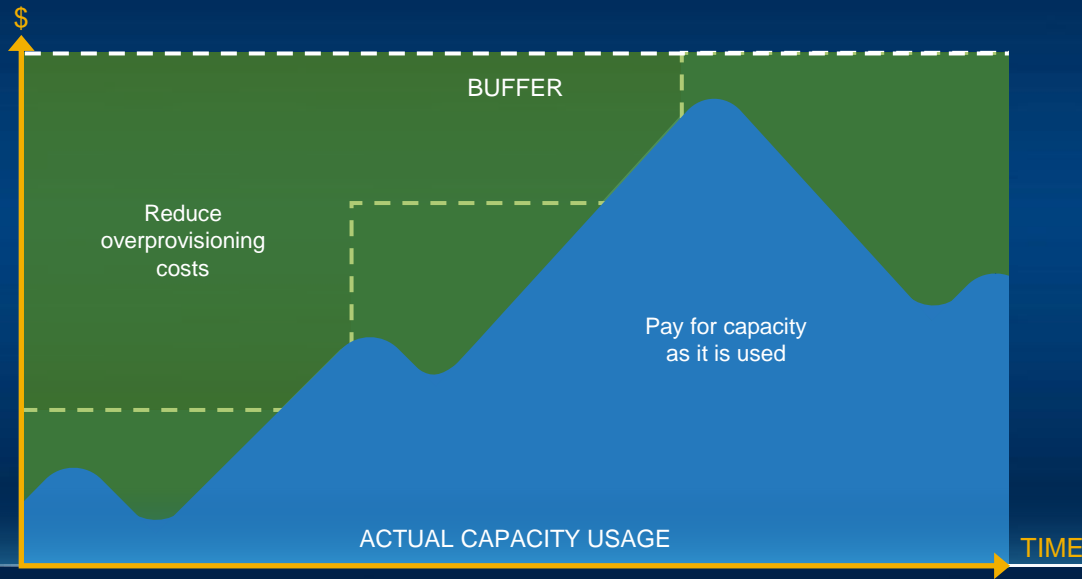 $
BUFFER
Reduce
overprovisioning
costs
Pay for capacity
as it is used
ACTUAL CAPACITY USAGE
TIME